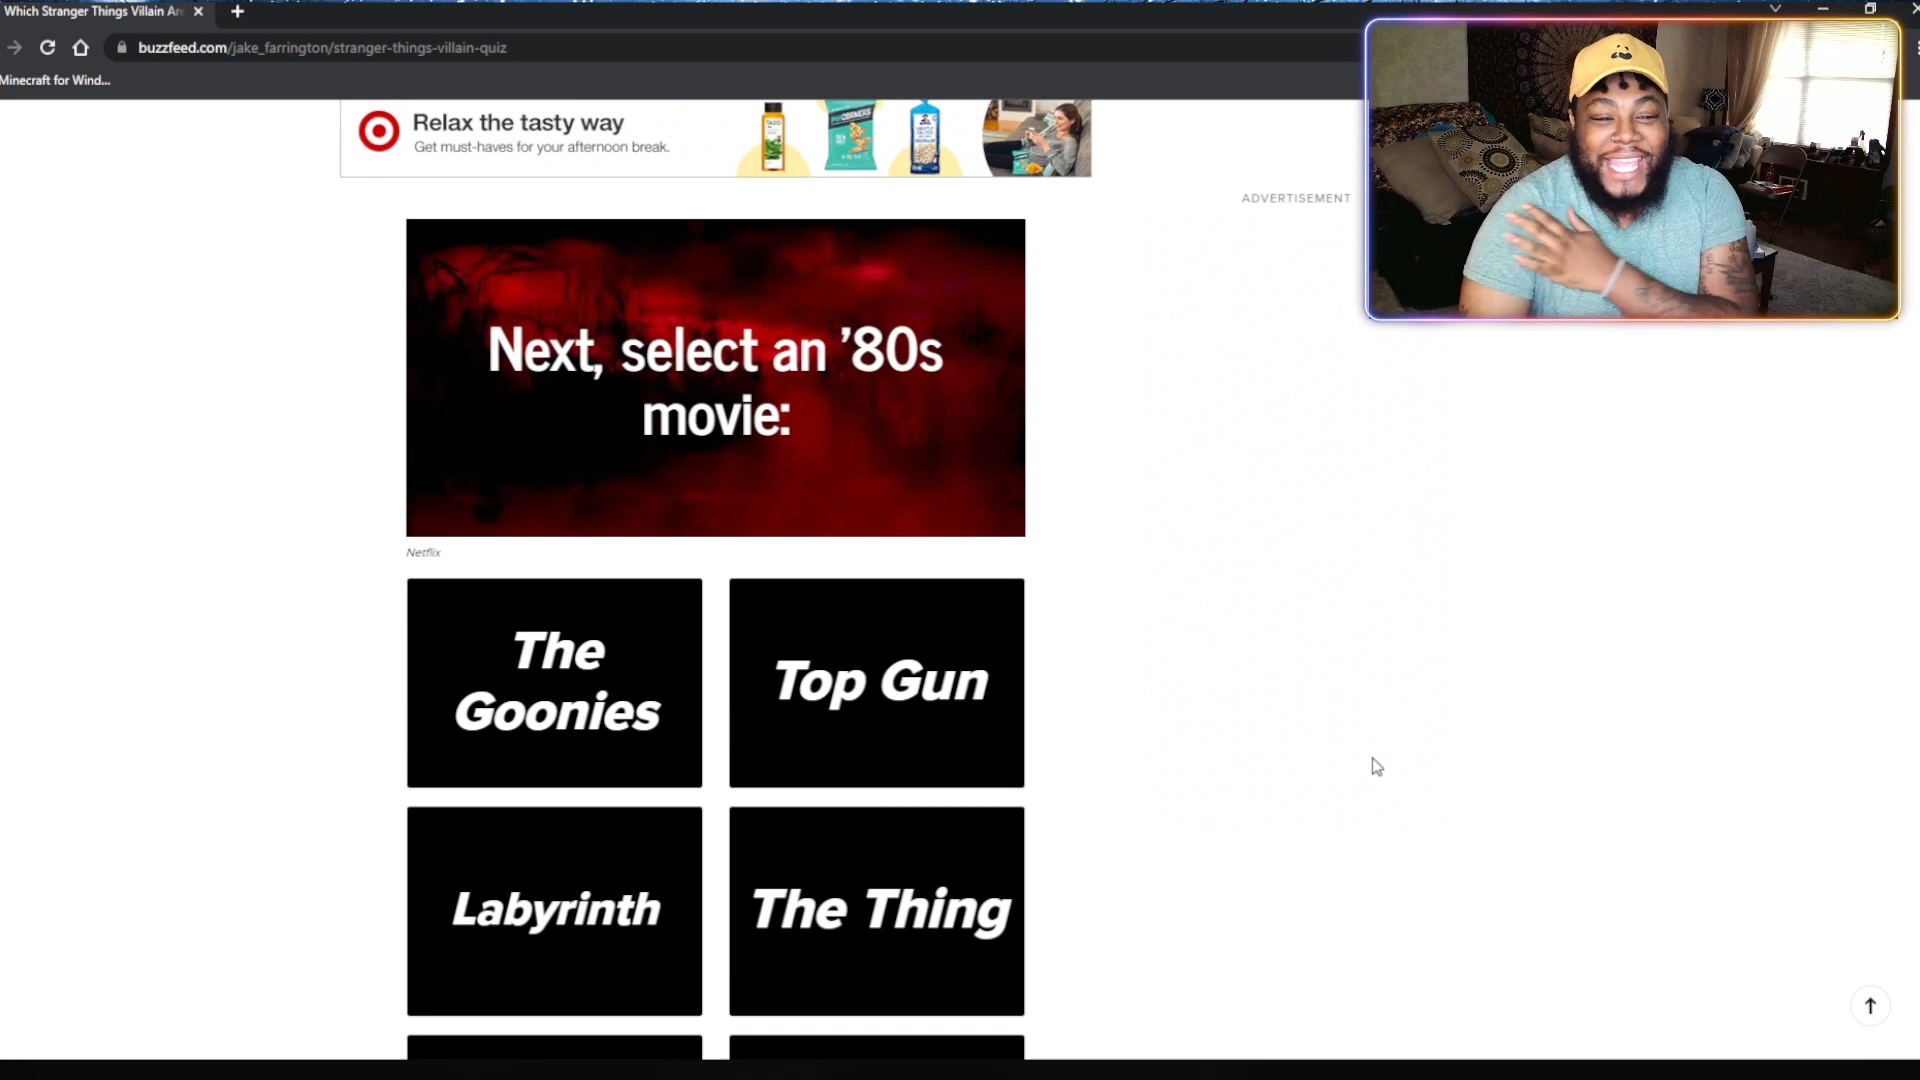 Which Stranger Things Villain Ar
buzzfeed.com/jake_farrington/stranger-things-villain-quiz
Minecraft for Wind...
Relax the tasty way
Get must-haves for your afternoon break.
ADVERTISEMENT
Next, select an ’80s
movie:
Netflix
The
Goonies
Top Gun
Labyrinth
The Thing